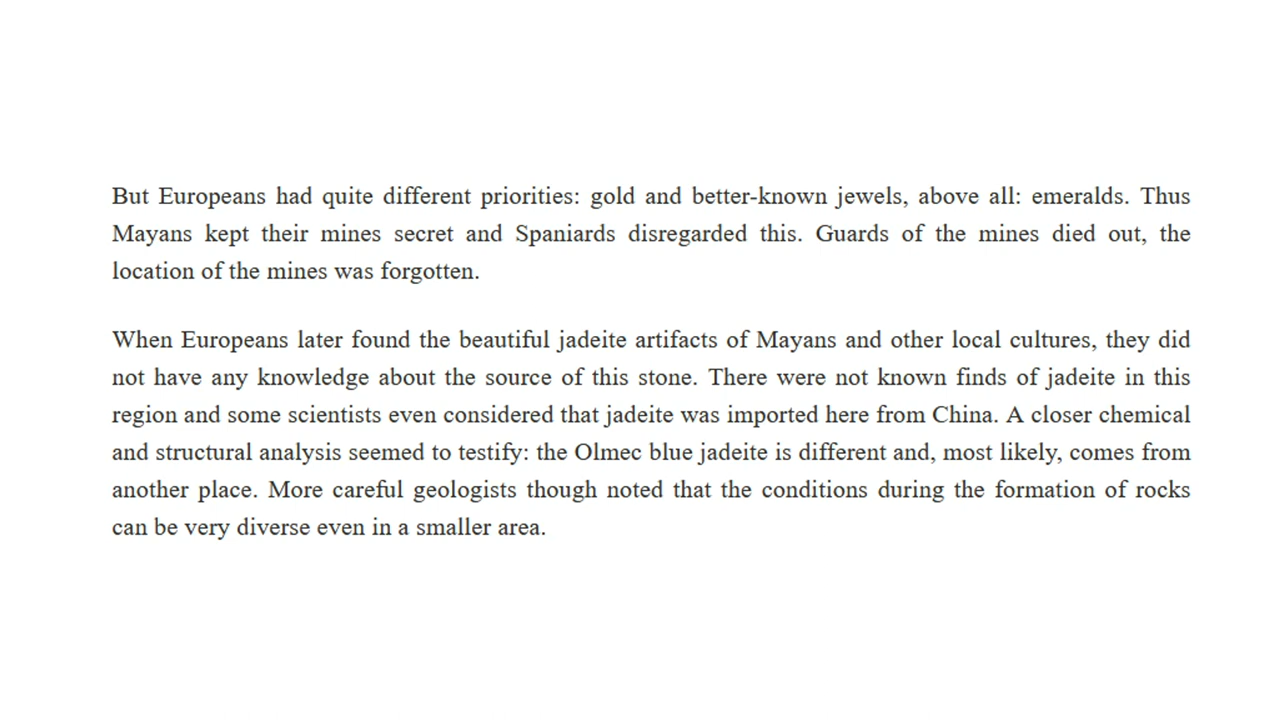 But Europeans had quite different priorities: gold and better-known jewels, above all: emeralds. Thus
Mayans kept their mines secret and Spaniards disregarded this. Guards of the mines died out, the
location of the mines was forgotten.
When Europeans later found the beautiful jadeite artifacts of Mayans and other local cultures, they did
not have any knowledge about the source of this stone. There were not known finds of jadeite in this
region and some scientists even considered that jadeite was imported here from China. A closer chemical
and structural analysis seemed to testify: the Olmec blue jadeite is different and, most likely, comes from
another place. More careful geologists though noted that the conditions during the formation of rocks
can be very diverse even in a smaller area.